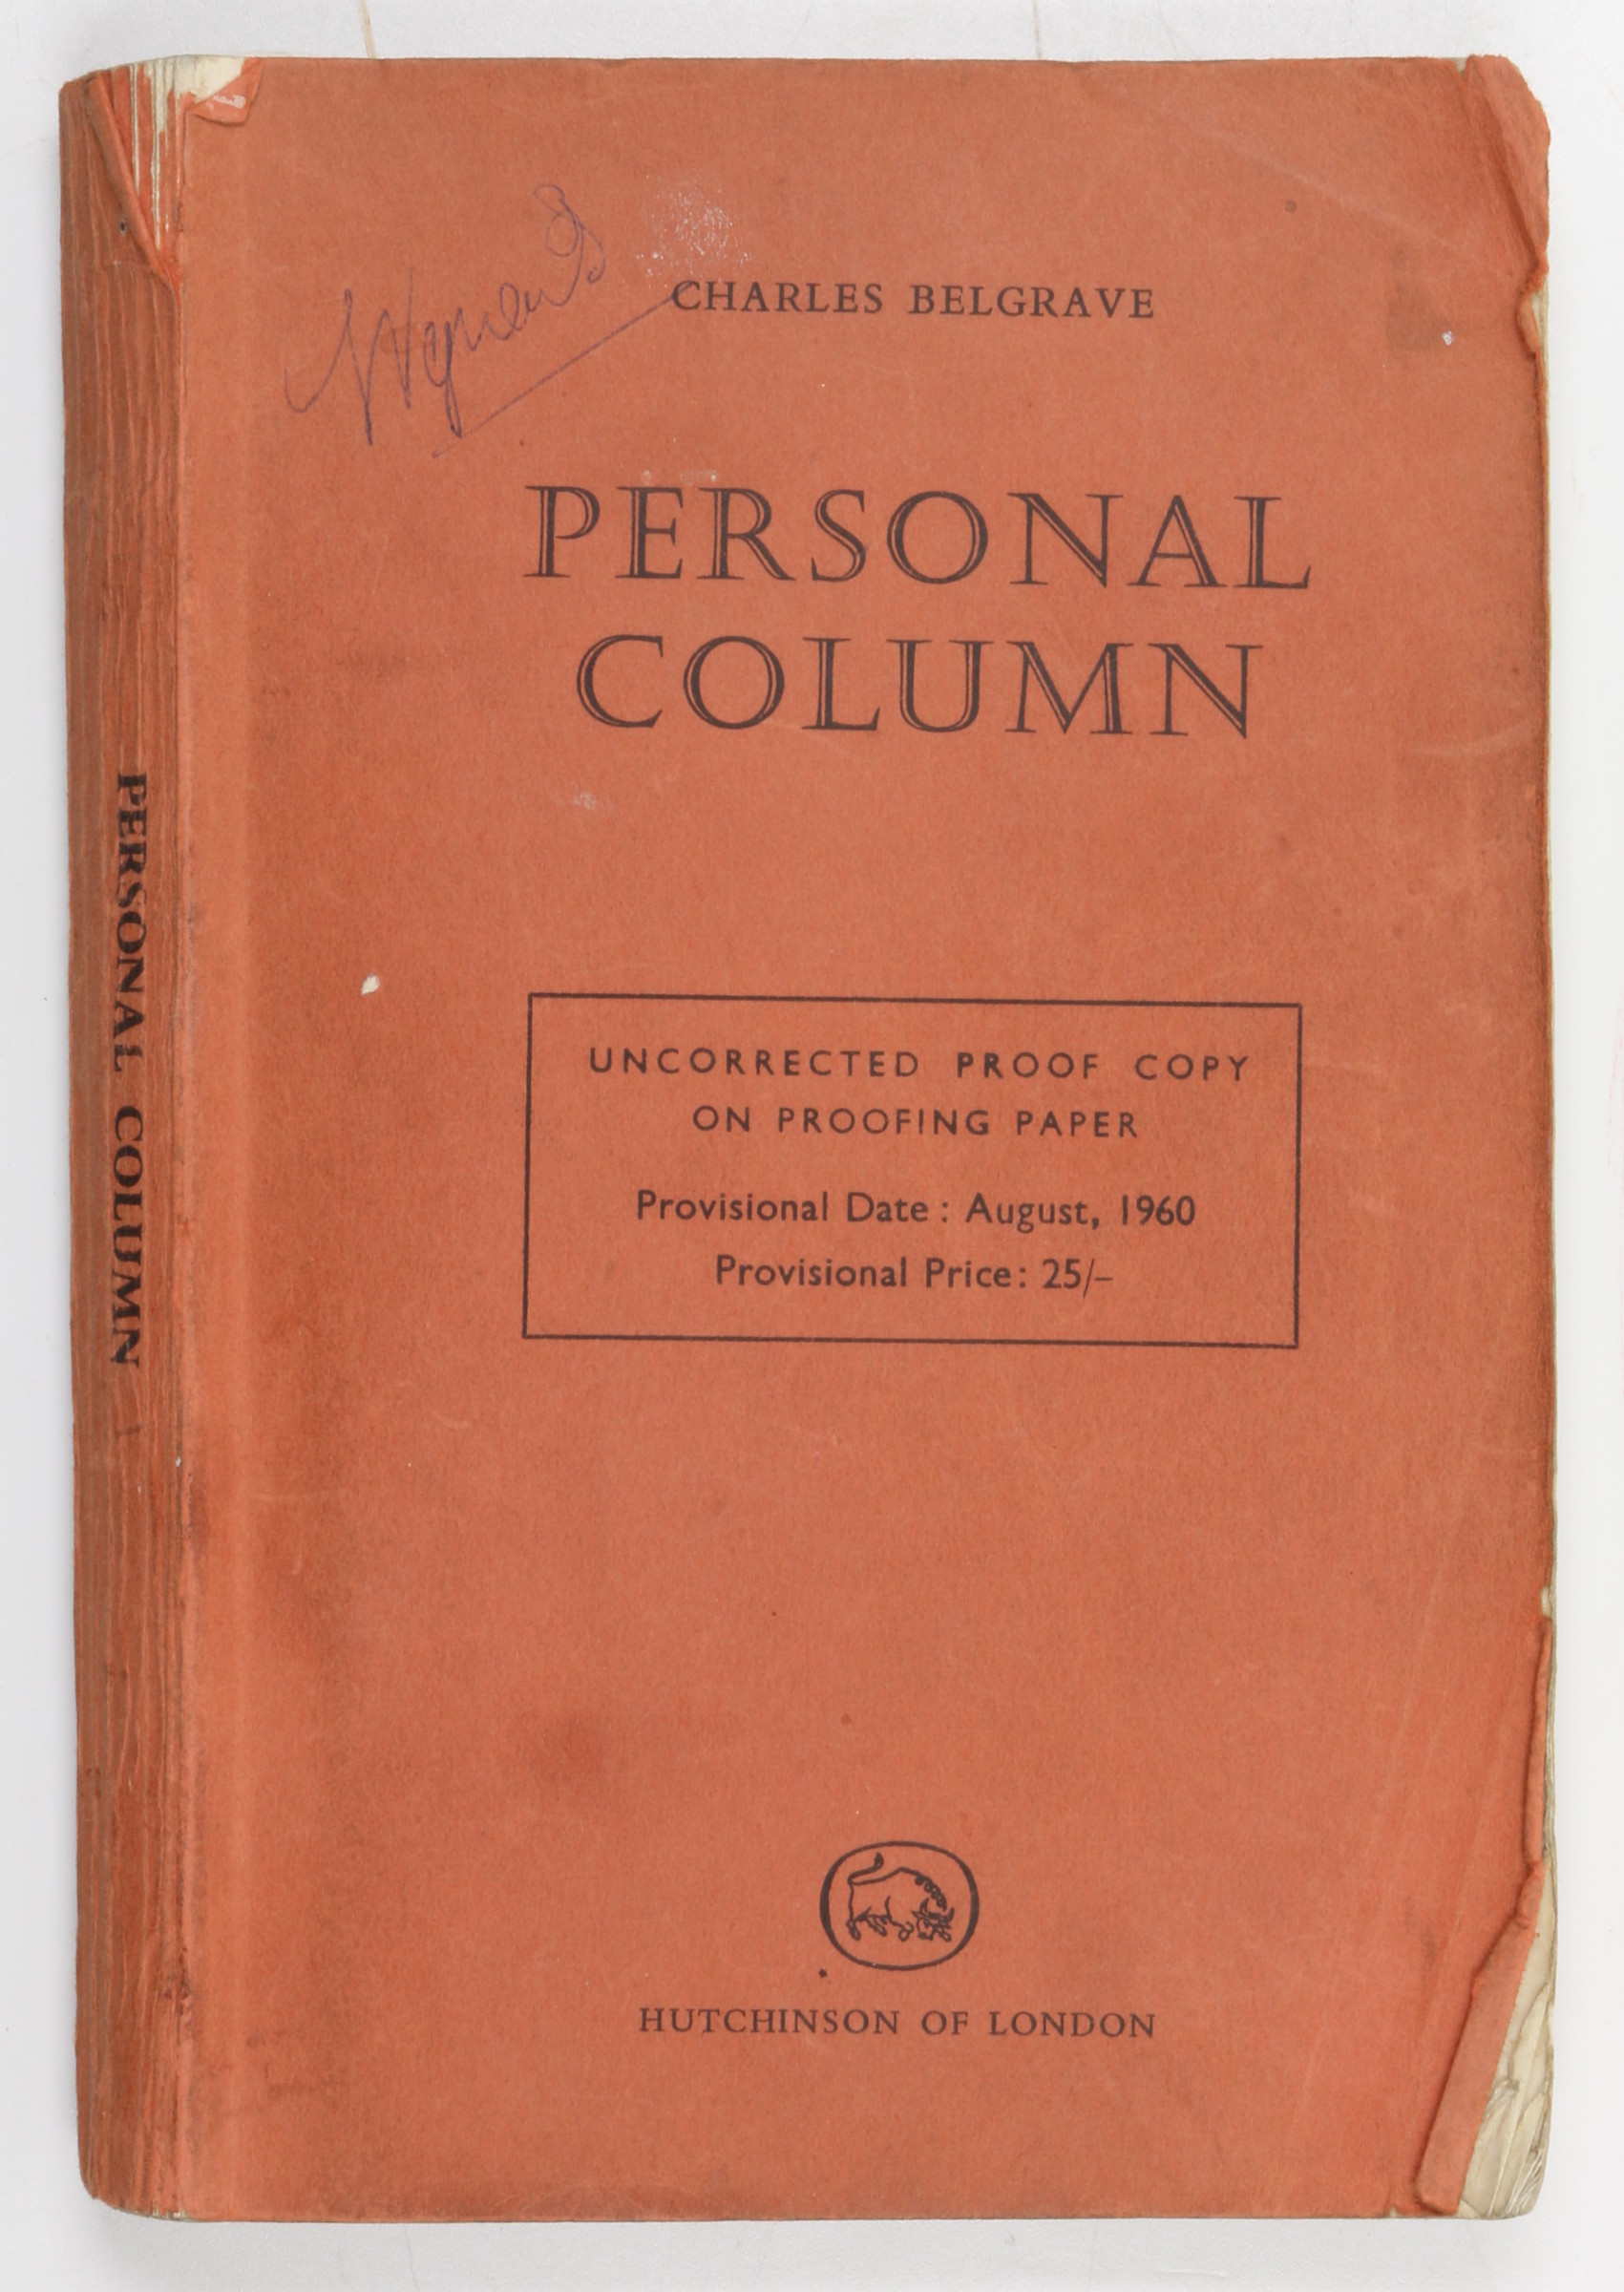 CHARLES BELGRAVE
PERSONAL
COLUMN
UNCORRECTED PROOF COPY
ON PROOFING PAPER
Provisional Date : August, 1960
Provisional Price: 25/–
HUTCHINSON OF LONDON
PERSONAL COLUMN